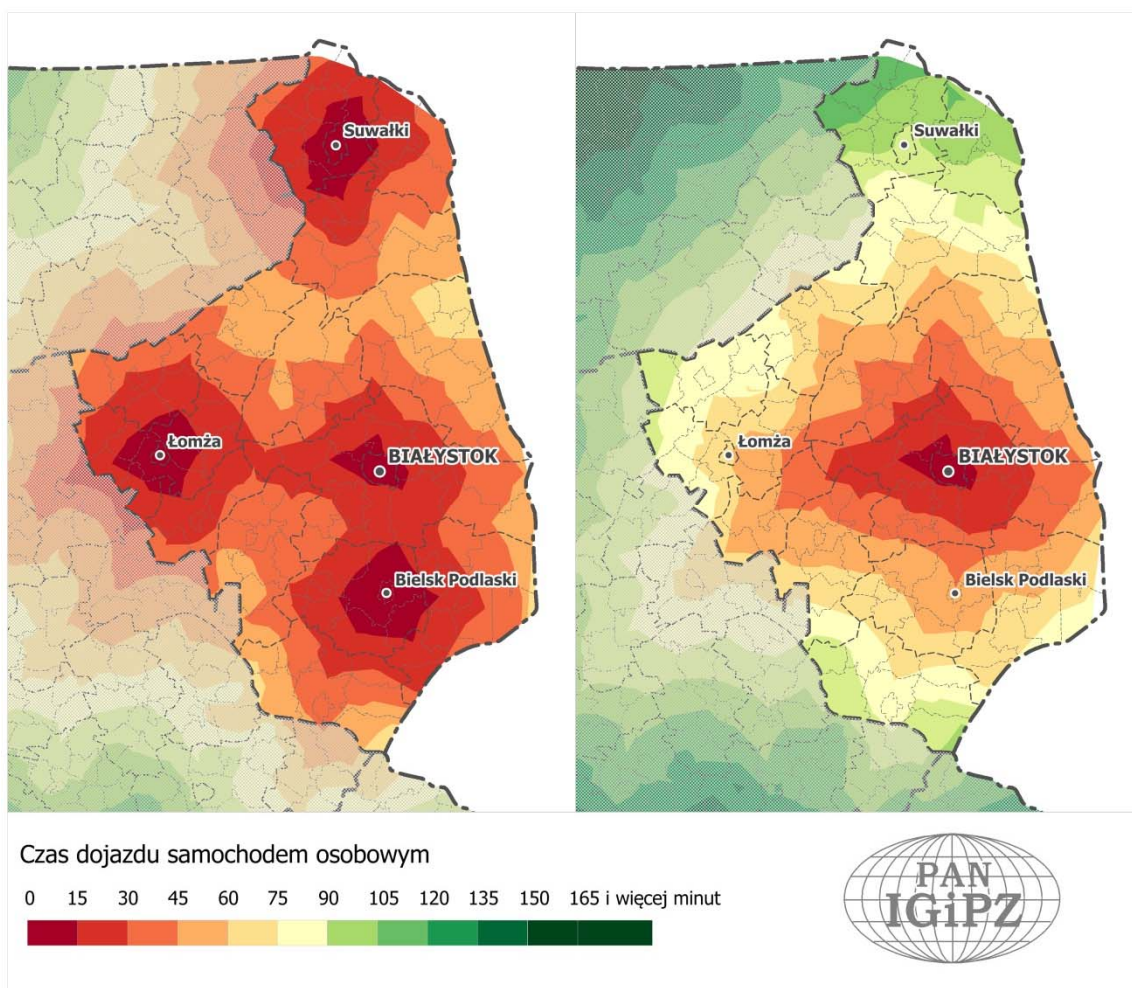 Suwałki
Łomża
BIAŁYSTOK
Bielsk Podlaski
Suwałki
Łomża
BIAŁYSTOK
Bielsk Podlaski
Czas dojazdu samochodem osobowym
0 15 30 45 60 75 90 105 120 135 150 165 i więcej minut
PAN
IGiPZ